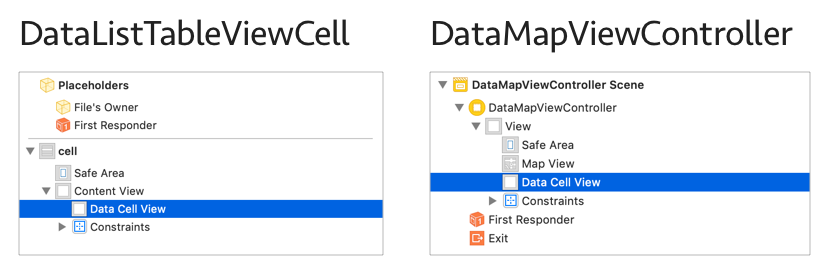 DataListTableViewCell
Placeholders
File's Owner
First Responder
cell
Safe Area
Content View
Data Cell View
Constraints
DataMapViewController
DataMapViewController Scene
DataMapViewController
View
Safe Area
Map View
Data Cell View
Constraints
First Responder
Exit